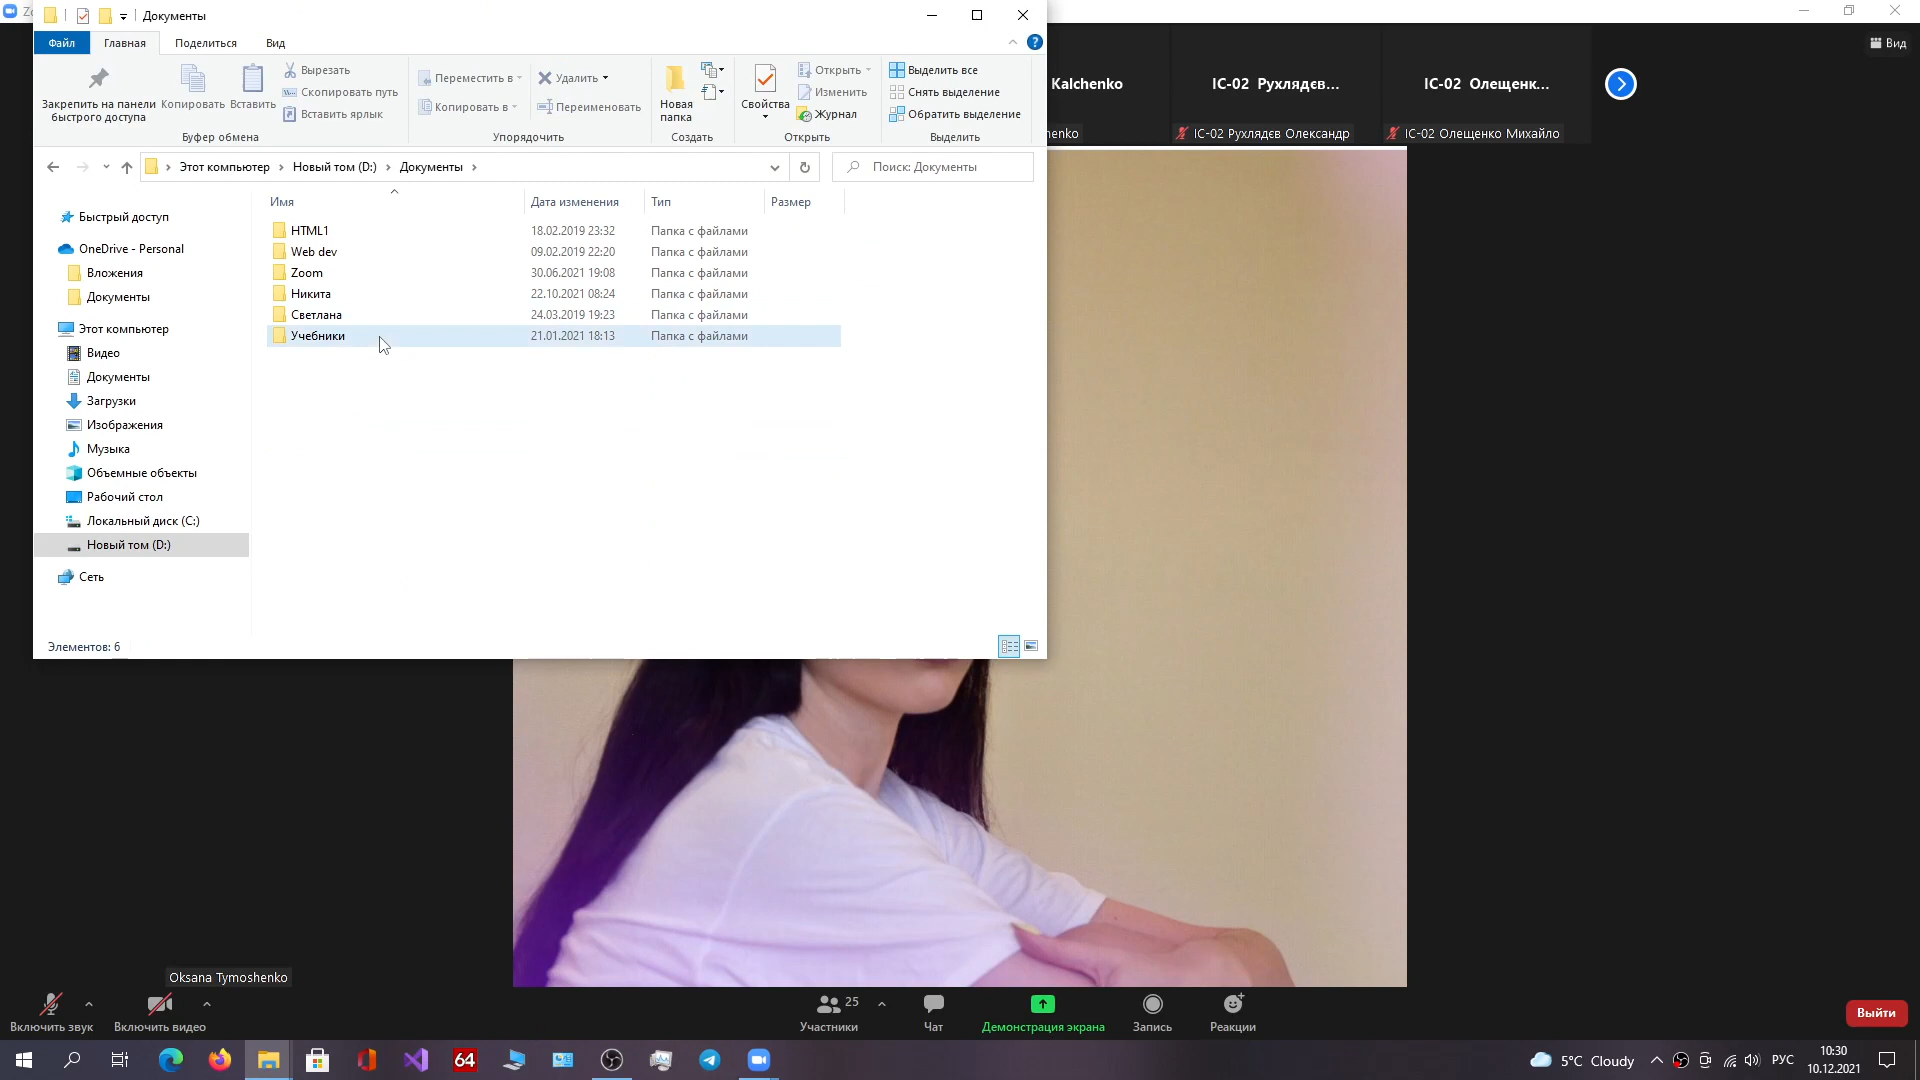 Документы
Файл
Главная
Поделиться
Вид
Вид
Закрепить на панели быстрого доступа
Копировать
Вставить
Вырезать
Скопировать путь
Вставить ярлык
Переместить в
Копировать в
Удалить
Переименовать
Новая папка
Свойства
Открыть
Изменить
Журнал
Выделить все
Снять выделение
Обратить выделение
Буфер обмена
Упорядочить
Создать
Открыть
Выделить
Kalchenko
IC-02 Рухлядєв...
IC-02 Олещенк...
IC-02 Рухлядєв Олександр
IC-02 Олещенко Михайло
Этот компьютер
Новый том (D:)
Документы
Поиск: Документы
Имя
Дата изменения
Тип
Размер
HTML1 18.02.2019 23:32 Папка с файлами
Web dev 09.02.2019 22:20 Папка с файлами
Zoom 30.06.2021 19:08 Папка с файлами
Никита 22.10.2021 08:24 Папка с файлами
Светлана 24.03.2019 19:23 Папка с файлами
Учебники 21.01.2021 18:13 Папка с файлами
Быстрый доступ
OneDrive - Personal
Вложения
Документы
Этот компьютер
Видео
Документы
Загрузки
Изображения
Музыка
Объемные объекты
Рабочий стол
Локальный диск (C:)
Новый том (D:)
Сеть
Элементов: 6
Oksana Tymoshenko
Включить звук
Включить видео
25
Участники
Чат
Демонстрация экрана
Запись
Реакции
Выйти
64
5°C Cloudy
РУС
10:30
10.12.2021